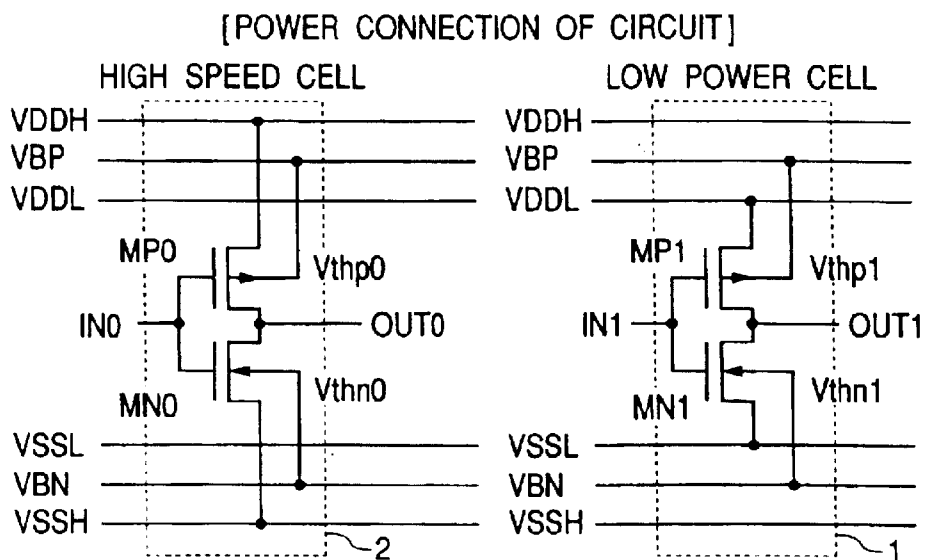 [POWER CONNECTION OF CIRCUIT]
HIGH SPEED CELL
VDDH
VBP
VDDL
MP0
Vthp0
IN0
OUT0
MN0
Vthn0
VSSL
VBN
VSSH
2
LOW POWER CELL
VDDH
VBP
VDDL
MP1
Vthp1
IN1
OUT1
MN1
Vthn1
VSSL
VBN
VSSH
1